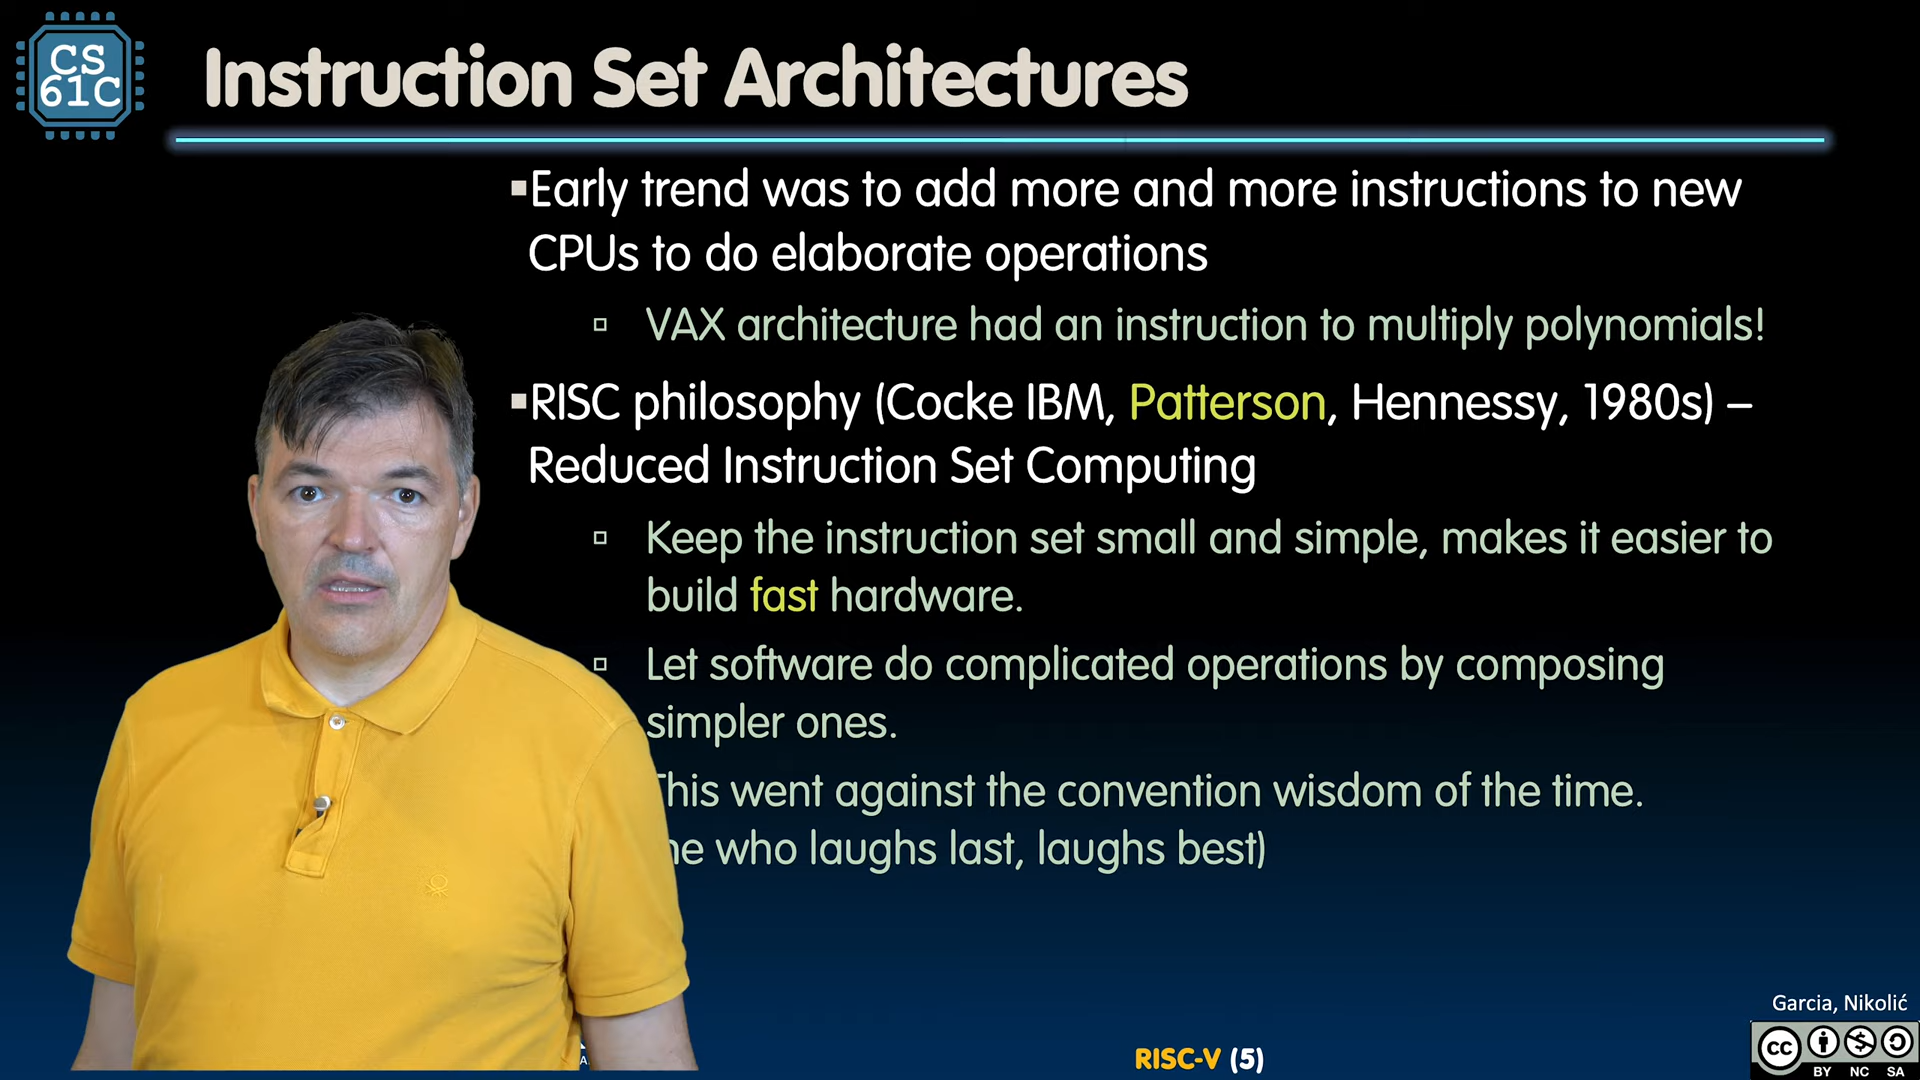 CS
61C
Instruction Set Architectures
▪Early trend was to add more and more instructions to new
CPUs to do elaborate operations
▫ VAX architecture had an instruction to multiply polynomials!
▪RISC philosophy (Cocke IBM, Patterson, Hennessy, 1980s) –
Reduced Instruction Set Computing
▫ Keep the instruction set small and simple, makes it easier to
build fast hardware.
▫ Let software do complicated operations by composing
simpler ones.
This went against the convention wisdom of the time.
he who laughs last, laughs best)
Garcia, Nikolić
RISC-V (5)
cc
BY NC SA